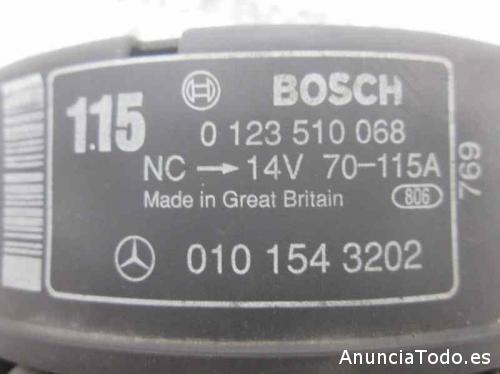 1.15 BOSCH
0 123 510 068
NC → 14V 70-115A
Made in Great Britain 806
769
010 154 3202
AnunciaTodo.es